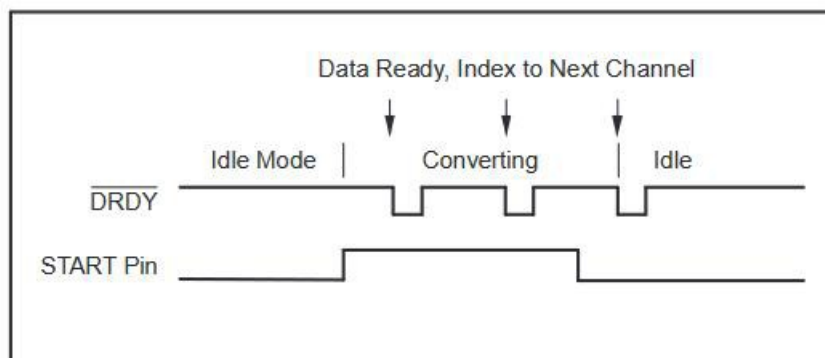 Data Ready, Index to Next Channel
Idle Mode Converting Idle
DRDY
START Pin